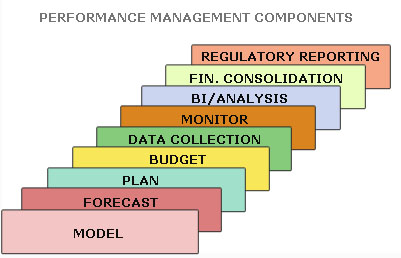 PERFORMANCE MANAGEMENT COMPONENTS
REGULATORY REPORTING
FIN. CONSOLIDATION
BI/ANALYSIS
MONITOR
DATA COLLECTION
BUDGET
PLAN
FORECAST
MODEL